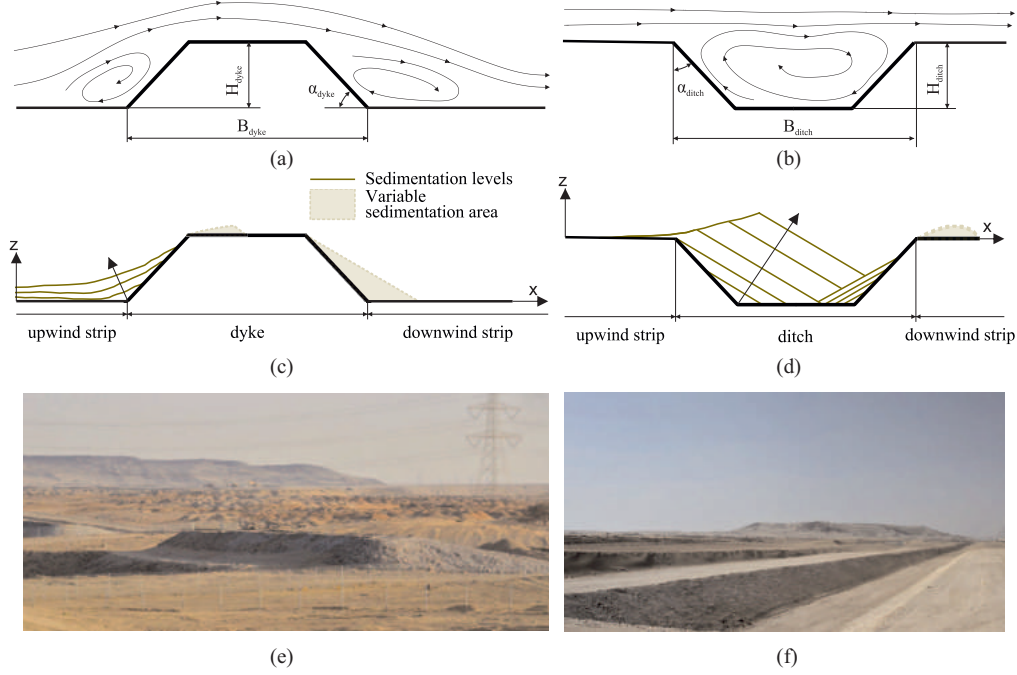 H_dyke
α_dyke
B_dyke
(a)
α_ditch
H_ditch
B_ditch
(b)
Sedimentation levels
Variable
sedimentation area
z
x
upwind strip
dyke
downwind strip
(c)
z
x
upwind strip
ditch
downwind strip
(d)
(e)
(f)